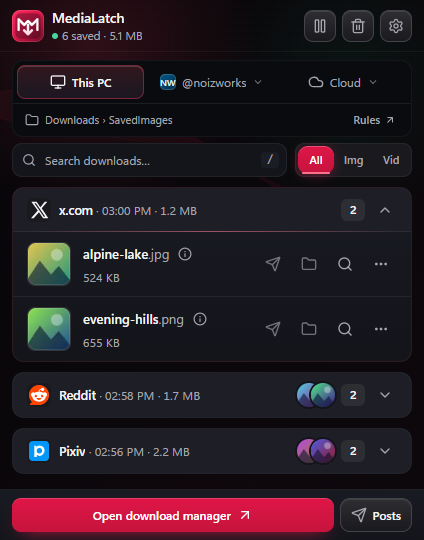 MediaLatch
6 saved · 5.1 MB
This PC
NW @noizworks
Cloud
Downloads › SavedImages
Rules
Search downloads...
/
All
Img
Vid
x.com · 03:00 PM · 1.2 MB
2
alpine-lake.jpg
524 KB
evening-hills.png
655 KB
Reddit · 02:58 PM · 1.7 MB
2
Pixiv · 02:56 PM · 2.2 MB
2
Open download manager
Posts